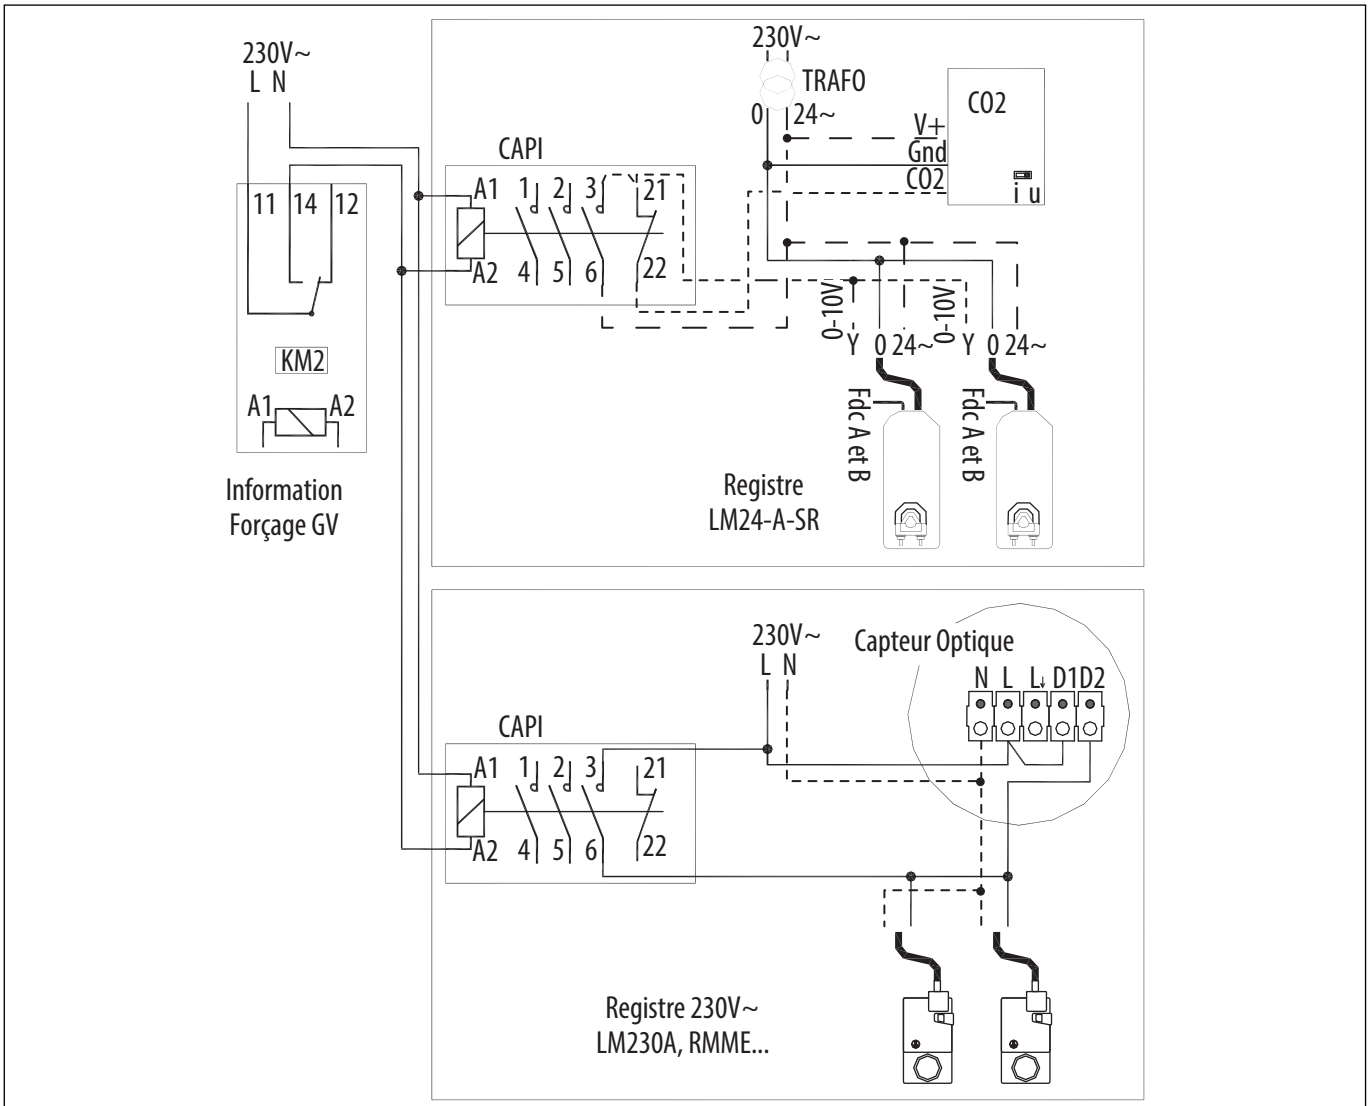 230V~
L N
11 14 12
KM2
A1 A2
Information
Forçage GV
230V~
TRAFO
0 24~
CO2
V+
Gnd
CO2
i u
CAPI
A1 1 2 3 21
A2 4 5 6 22
0-10V
0-10V
Y 0 24~
Y 0 24~
Fdc A et B
Fdc A et B
Registre
LM24-A-SR
230V~
L N
Capteur Optique
N L L↓ D1 D2
CAPI
A1 1 2 3 21
A2 4 5 6 22
Registre 230V~
LM230A, RMME...